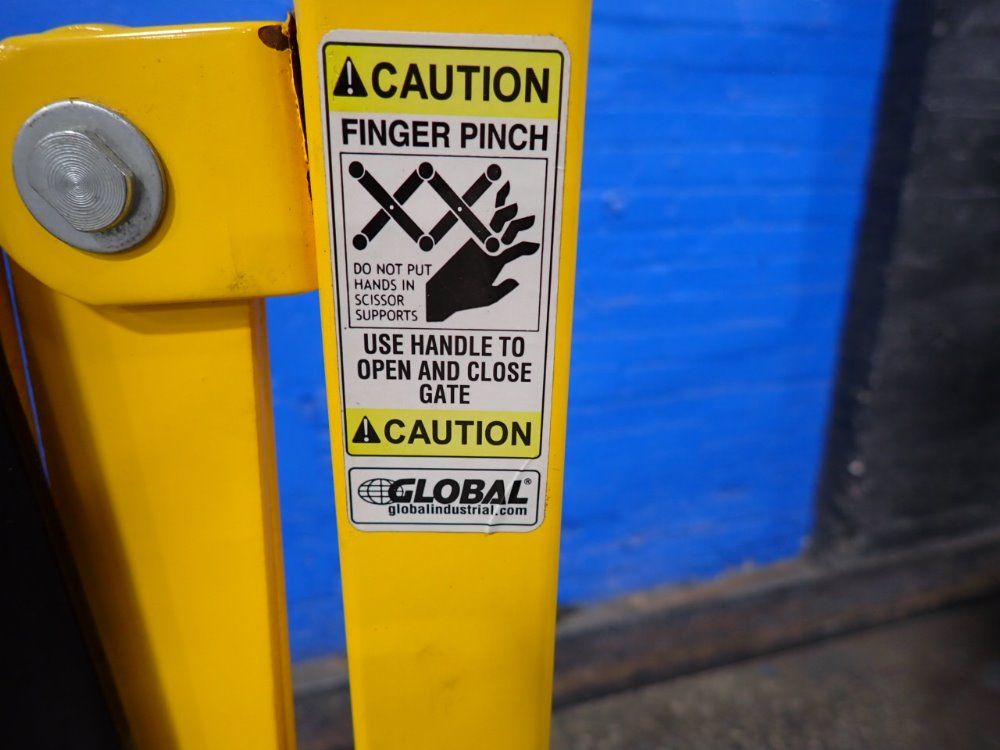 CAUTION
FINGER PINCH
DO NOT PUT
HANDS IN
SCISSOR
SUPPORTS
USE HANDLE TO
OPEN AND CLOSE
GATE
CAUTION
GLOBAL®
globalindustrial.com